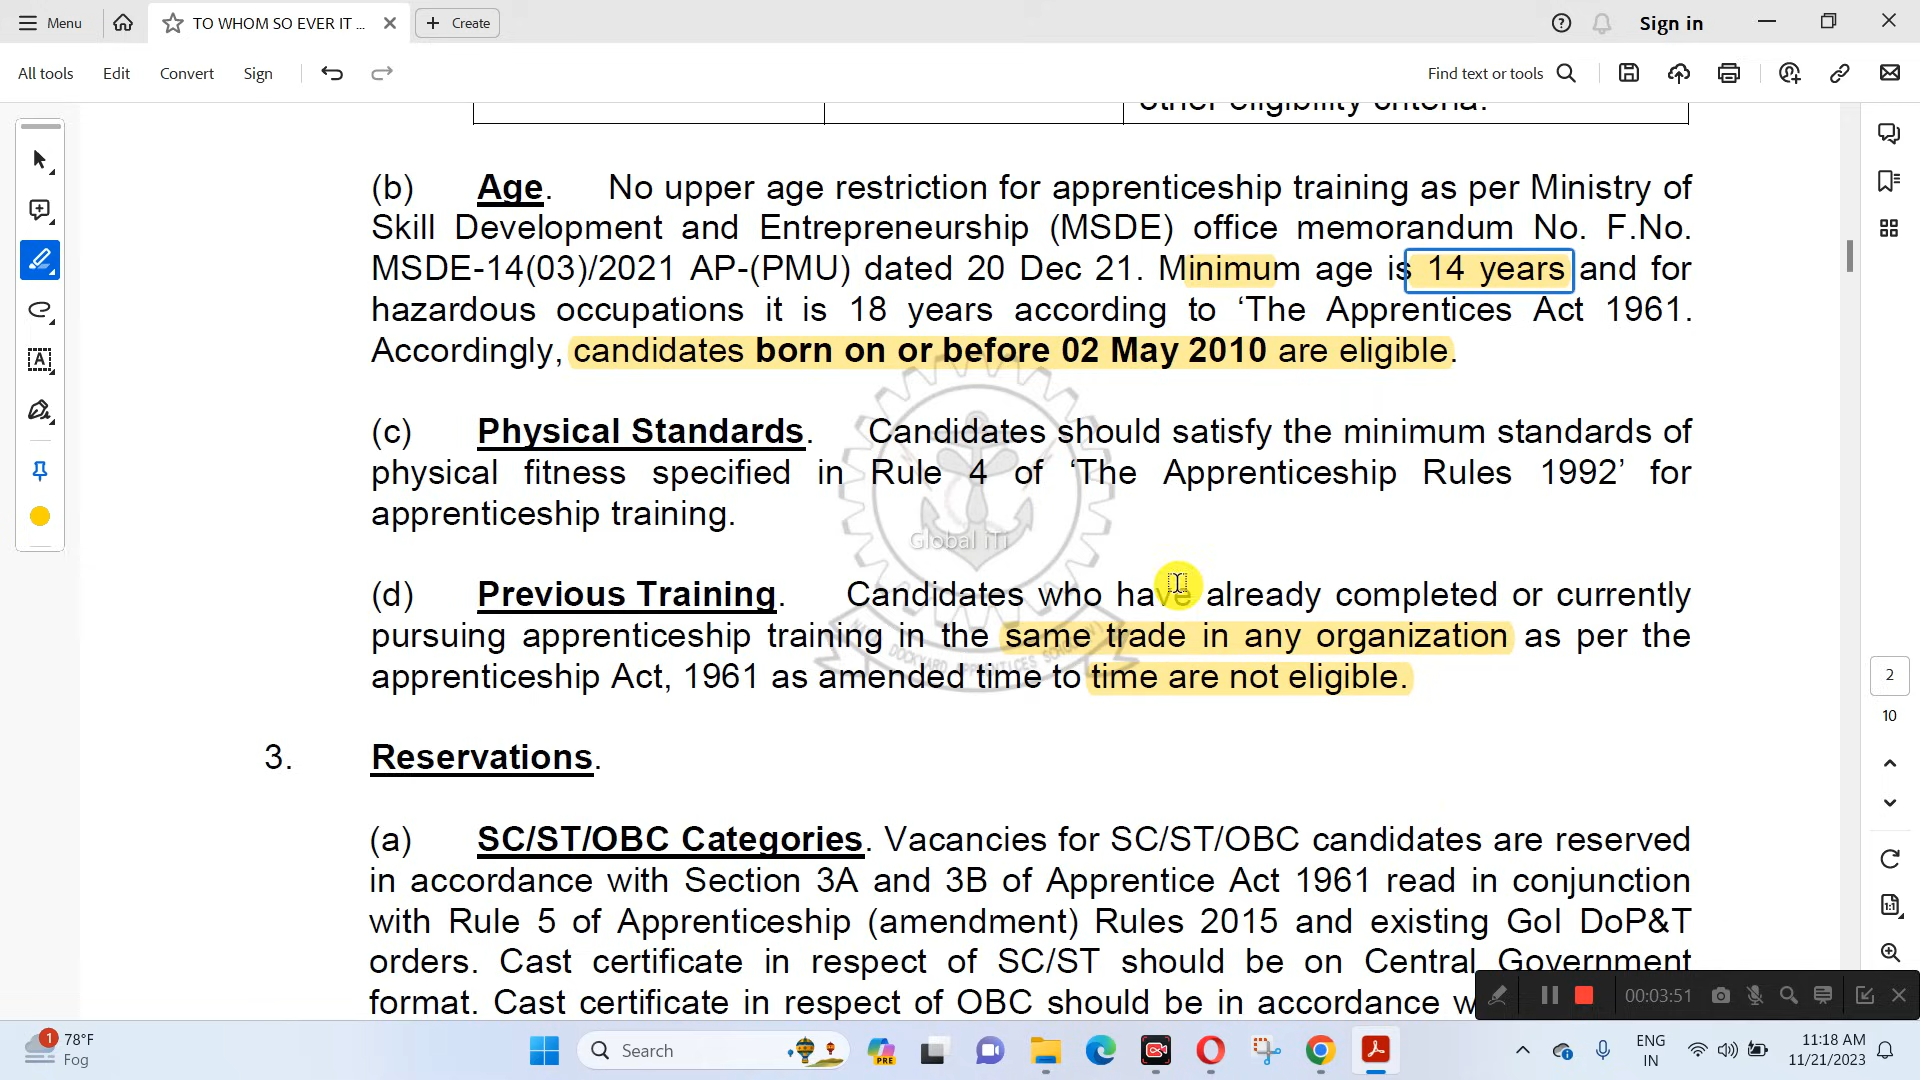 Menu
TO WHOM SO EVER IT ...
Create
Sign in
All tools
Edit
Convert
Sign
Find text or tools
other eligibility criteria.
(b) Age. No upper age restriction for apprenticeship training as per Ministry of
Skill Development and Entrepreneurship (MSDE) office memorandum No. F.No.
MSDE-14(03)/2021 AP-(PMU) dated 20 Dec 21. Minimum age is 14 years and for
hazardous occupations it is 18 years according to ‘The Apprentices Act 1961.
Accordingly, candidates born on or before 02 May 2010 are eligible.
(c) Physical Standards. Candidates should satisfy the minimum standards of
physical fitness specified in Rule 4 of ‘The Apprenticeship Rules 1992’ for
apprenticeship training.
Global iTi
(d) Previous Training. Candidates who have already completed or currently
pursuing apprenticeship training in the same trade in any organization as per the
apprenticeship Act, 1961 as amended time to time are not eligible.
DOCKYARD APPRENTICES SCHOOL
3. Reservations.
(a) SC/ST/OBC Categories. Vacancies for SC/ST/OBC candidates are reserved
in accordance with Section 3A and 3B of Apprentice Act 1961 read in conjunction
with Rule 5 of Apprenticeship (amendment) Rules 2015 and existing GoI DoP&T
orders. Cast certificate in respect of SC/ST should be on Central Government
format. Cast certificate in respect of OBC should be in accordance
2
10
1:1
00:03:51
1
78°F
Fog
Search
PRE
ENG
IN
11:18 AM
11/21/2023